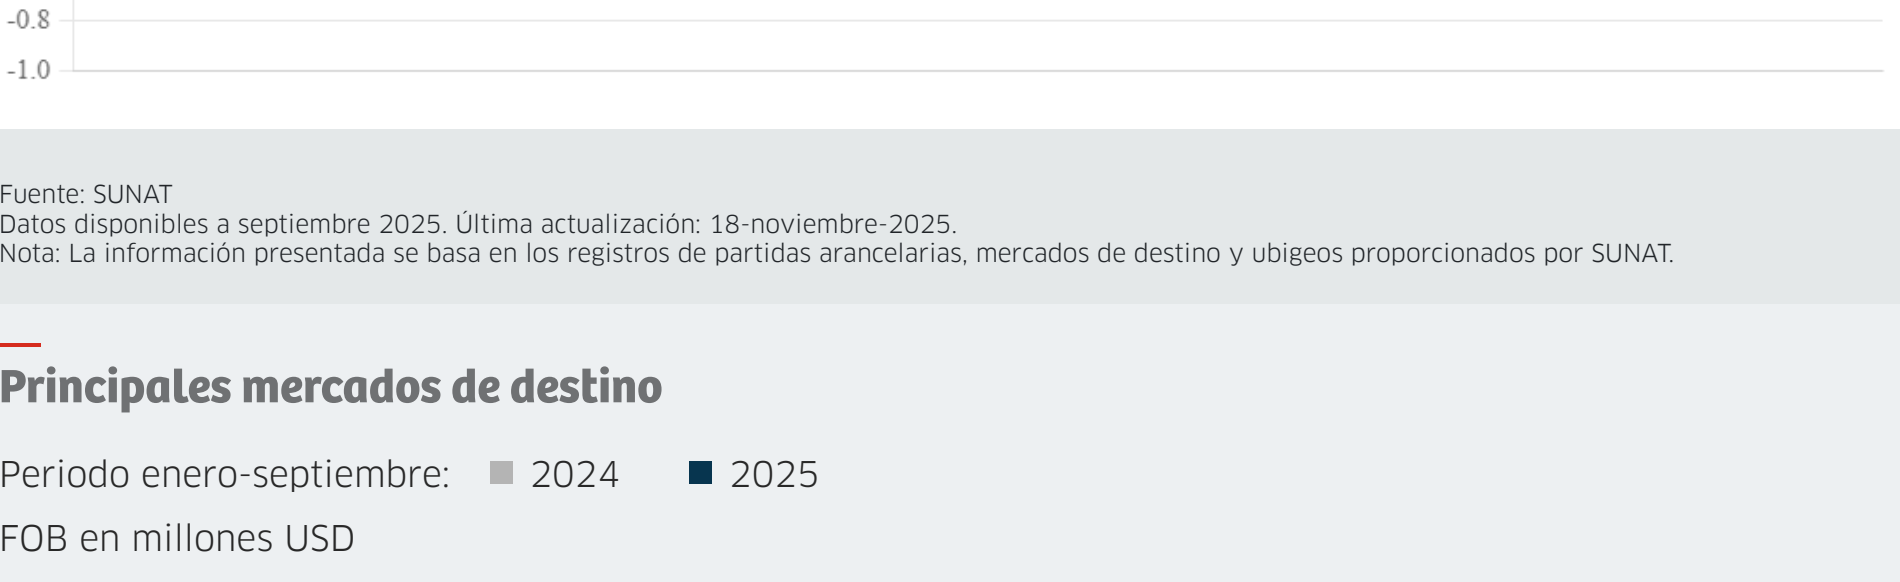 -0.8
-1.0
Fuente: SUNAT
Datos disponibles a septiembre 2025. Última actualización: 18-noviembre-2025.
Nota: La información presentada se basa en los registros de partidas arancelarias, mercados de destino y ubigeos proporcionados por SUNAT.
Principales mercados de destino
Periodo enero-septiembre: 2024 2025
FOB en millones USD